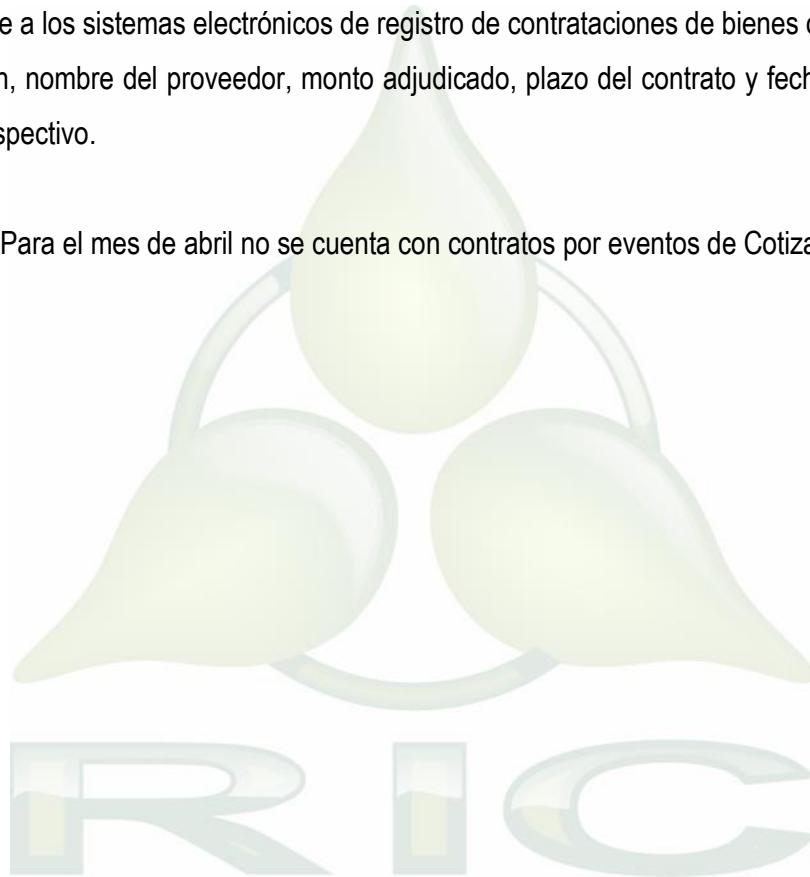 e a los sistemas electrónicos de registro de contrataciones de bienes
n, nombre del proveedor, monto adjudicado, plazo del contrato y fech
spectivo.
Para el mes de abril no se cuenta con contratos por eventos de Cotiza
RIC